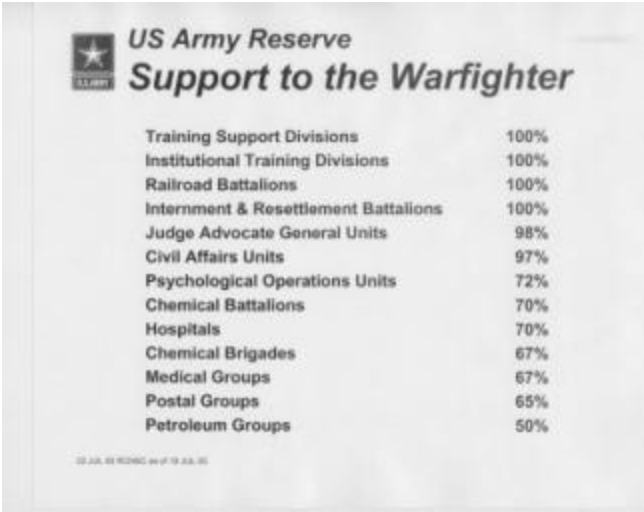 US Army Reserve
Support to the Warfighter
U.S. ARMY
Training Support Divisions 100%
Institutional Training Divisions 100%
Railroad Battalions 100%
Internment & Resettlement Battalions 100%
Judge Advocate General Units 98%
Civil Affairs Units 97%
Psychological Operations Units 72%
Chemical Battalions 70%
Hospitals 70%
Chemical Brigades 67%
Medical Groups 67%
Postal Groups 65%
Petroleum Groups 50%